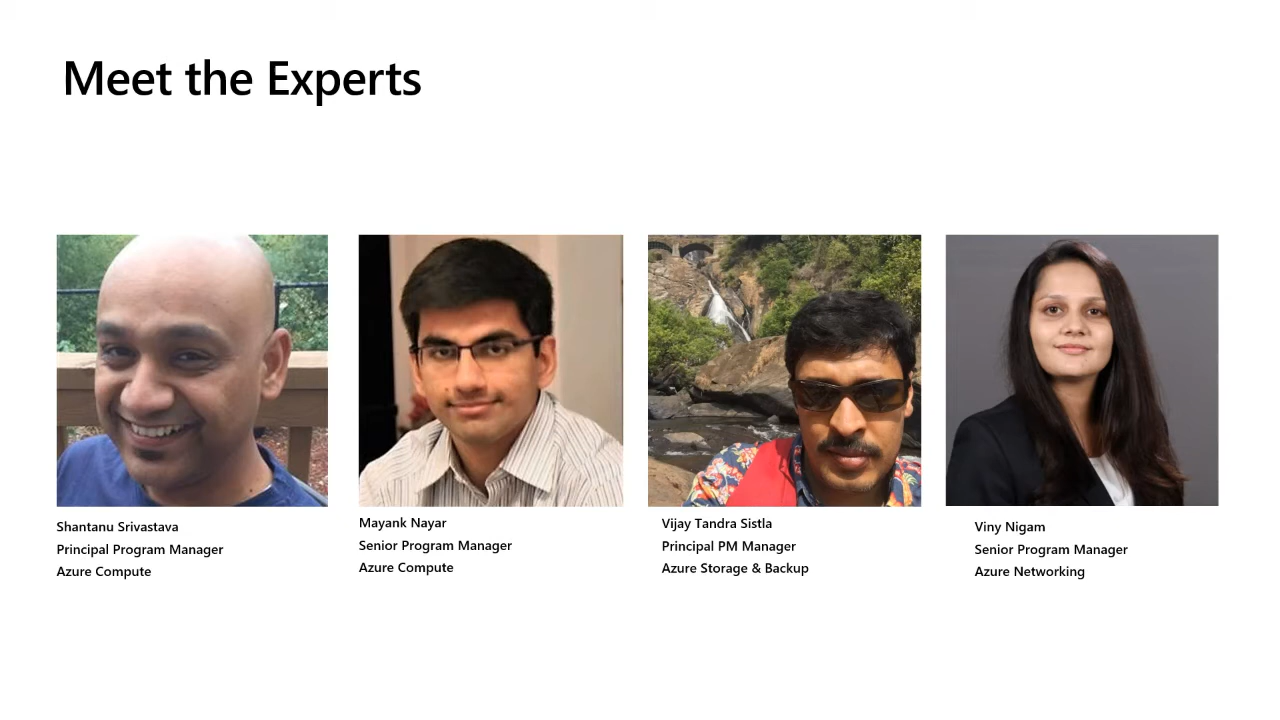 Meet the Experts
Shantanu Srivastava
Principal Program Manager
Azure Compute
Mayank Nayar
Senior Program Manager
Azure Compute
Vijay Tandra Sistla
Principal PM Manager
Azure Storage & Backup
Viny Nigam
Senior Program Manager
Azure Networking